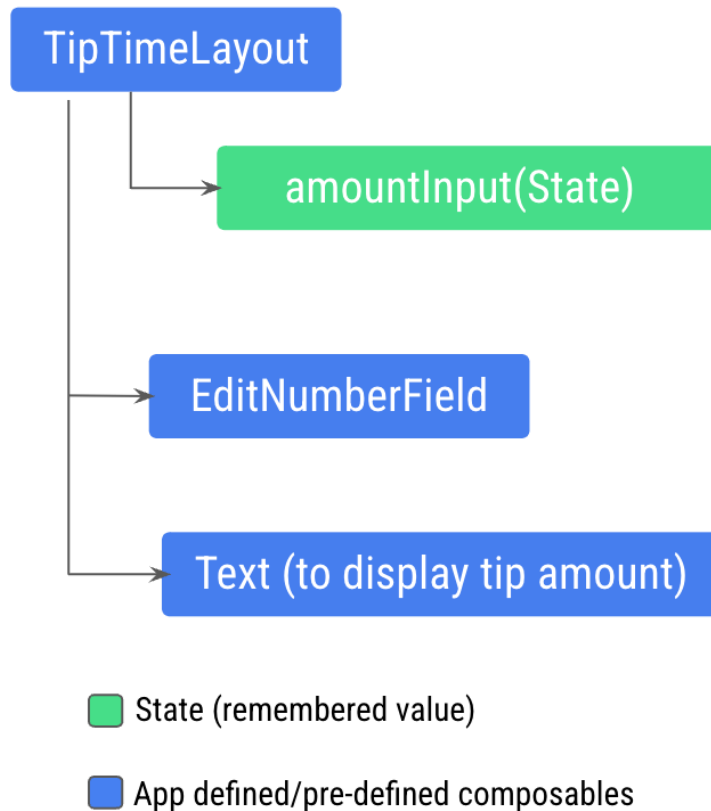 TipTimeLayout
amountInput(State)
EditNumberField
Text (to display tip amount)
State (remembered value)
App defined/pre-defined composables